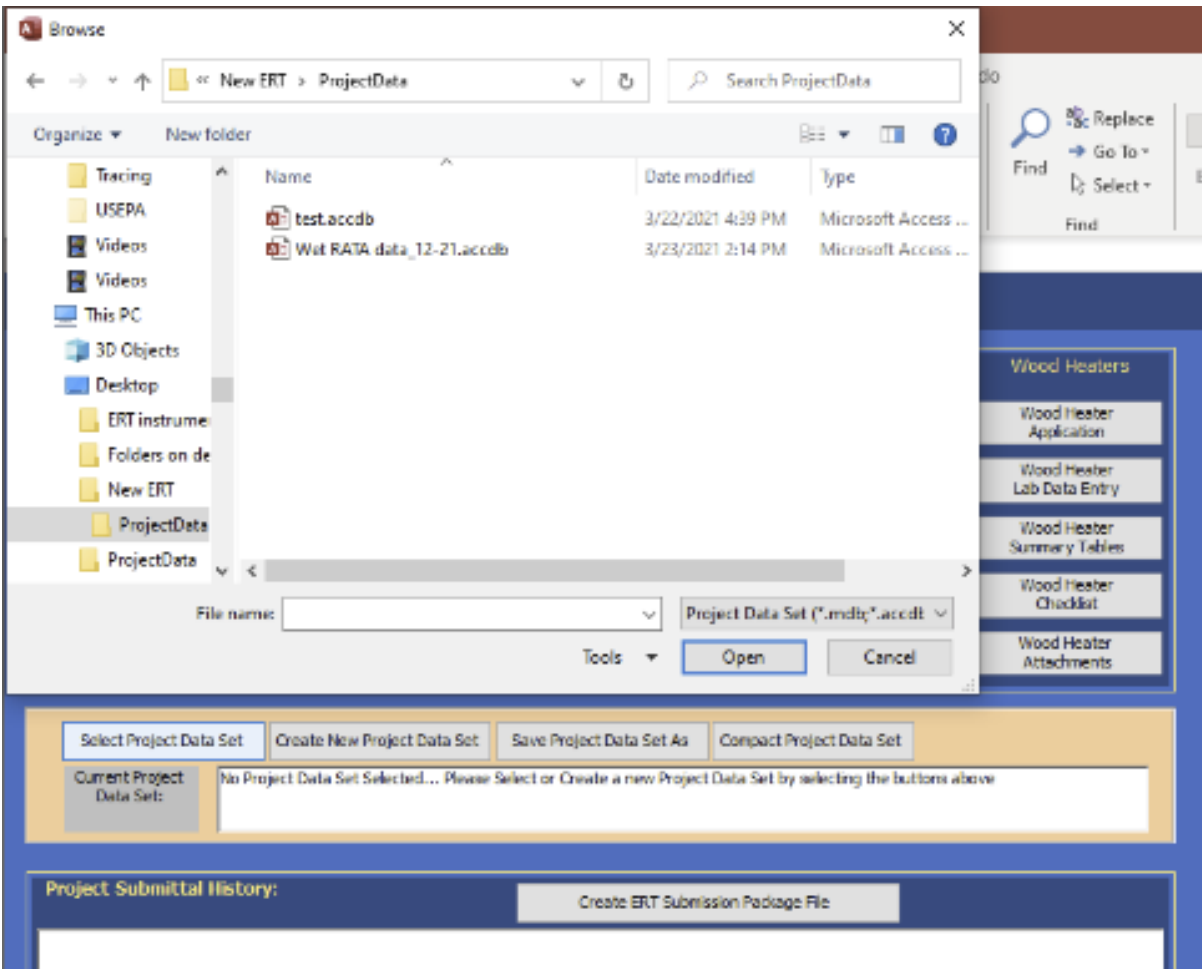 Browse
« New ERT › ProjectData
Search ProjectData
Organize
New folder
Name
Date modified
Type
Tracing
USEPA
Videos
Videos
This PC
3D Objects
Desktop
ERT instrume
Folders on de
New ERT
ProjectData
ProjectData
test.accdb 3/22/2021 4:39 PM Microsoft Access ...
Wet RATA data_12-21.accdb 3/23/2021 2:14 PM Microsoft Access ...
File name:
Project Data Set (*.mdb;*.accdb
Tools
Open
Cancel
Find
Replace
Go To
Select
Find
Wood Heaters
Wood Heater
Application
Wood Heater
Lab Data Entry
Wood Heater
Summary Tables
Wood Heater
Checklist
Wood Heater
Attachments
Select Project Data Set
Create New Project Data Set
Save Project Data Set As
Compact Project Data Set
Current Project
Data Set:
No Project Data Set Selected... Please Select or Create a new Project Data Set by selecting the buttons above
Project Submittal History:
Create ERT Submission Package File